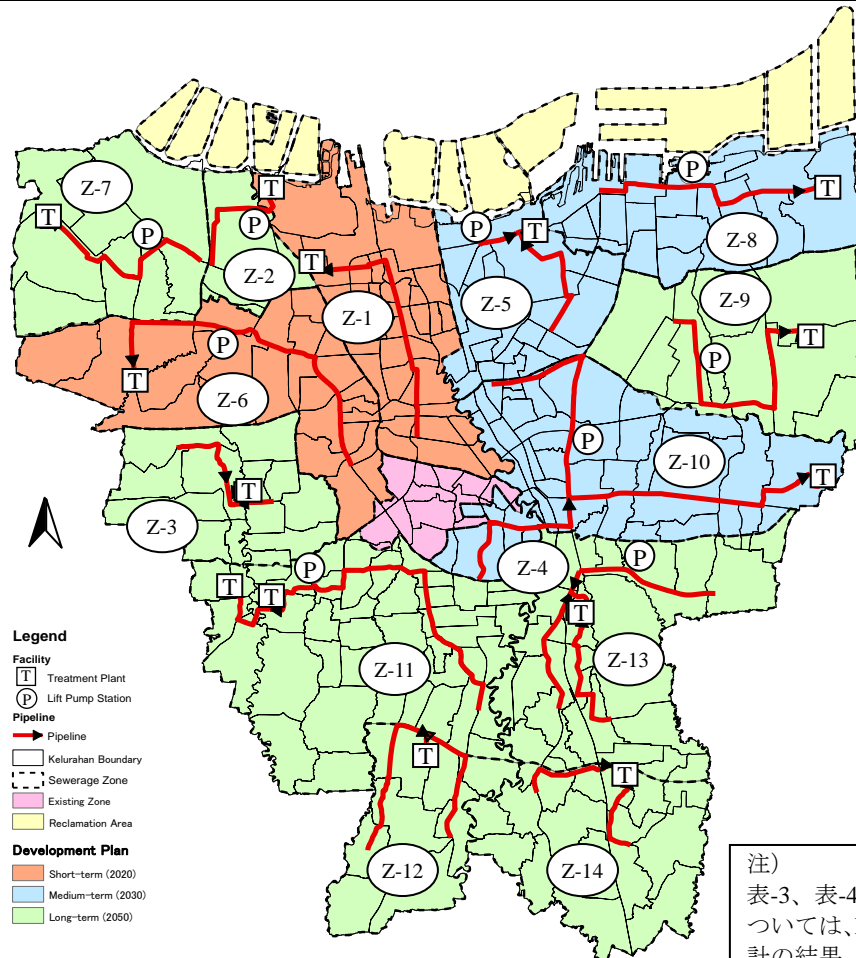 P
T
Z-7
T
P
P
Z-2
T
P
T
Z-8
Z-5
Z-9
T
P
Z-1
P
T
Z-6
P
Z-10
T
T
Z-3
P
T
T
Z-4
P
T
Z-11
Z-13
T
T
Z-12
Z-14
Legend
Facility
T Treatment Plant
P Lift Pump Station
Pipeline
Pipeline
Kelurahan Boundary
Sewerage Zone
Existing Zone
Reclamation Area
Development Plan
Short-term (2020)
Medium-term (2030)
Long-term (2050)
注)
表-3、表-4
ついては、
計の結果